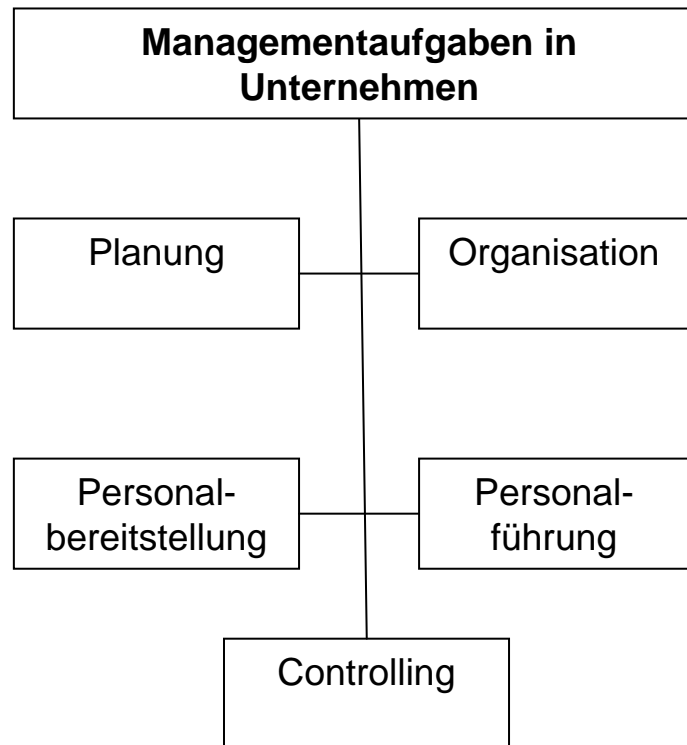 Managementaufgaben in
Unternehmen
Planung
Organisation
Personal-
bereitstellung
Personal-
führung
Controlling